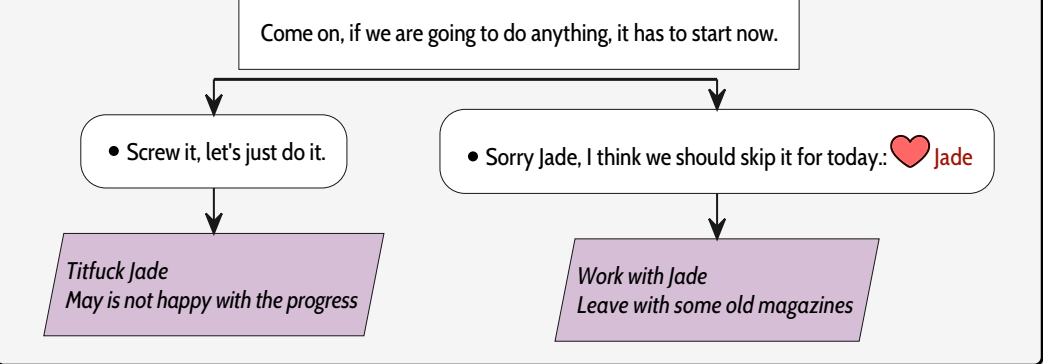 Come on, if we are going to do anything, it has to start now.
• Screw it, let's just do it.
• Sorry Jade, I think we should skip it for today.: ❤ Jade
Titfuck Jade
May is not happy with the progress
Work with Jade
Leave with some old magazines